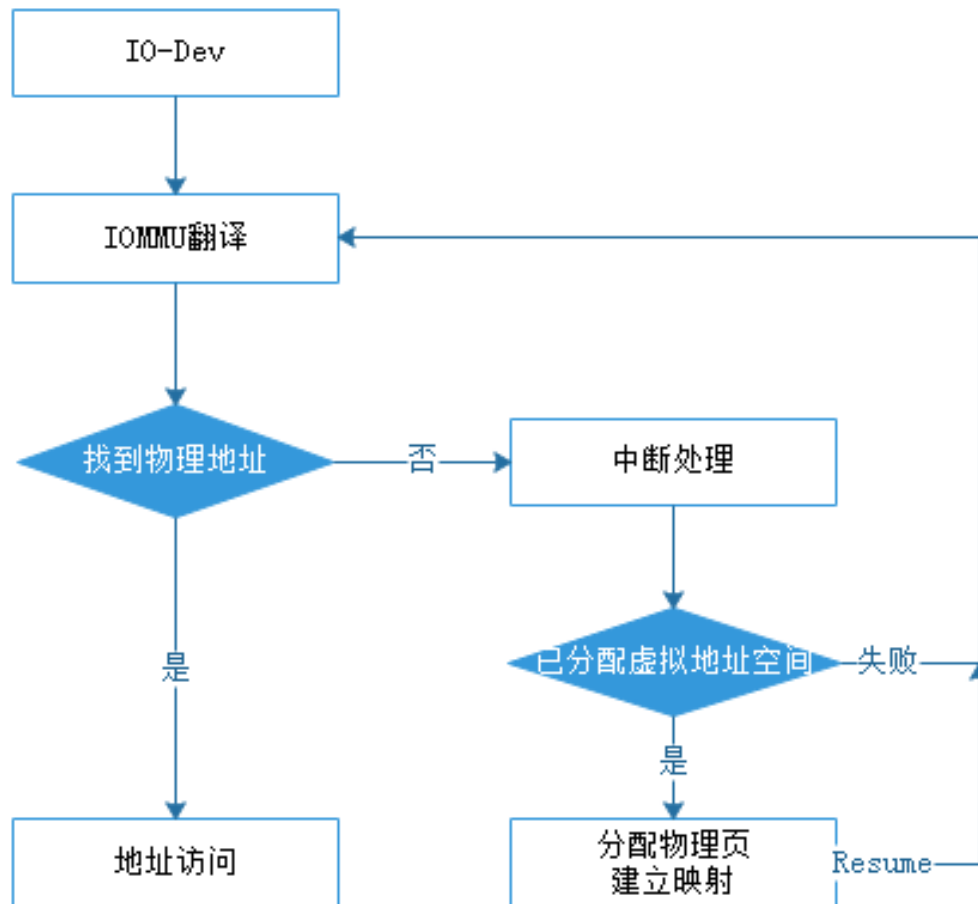 IO-Dev
IOMMU翻译
找到物理地址
否
中断处理
是
已分配虚拟地址空间
失败
是
地址访问
分配物理页
建立映射
Resume